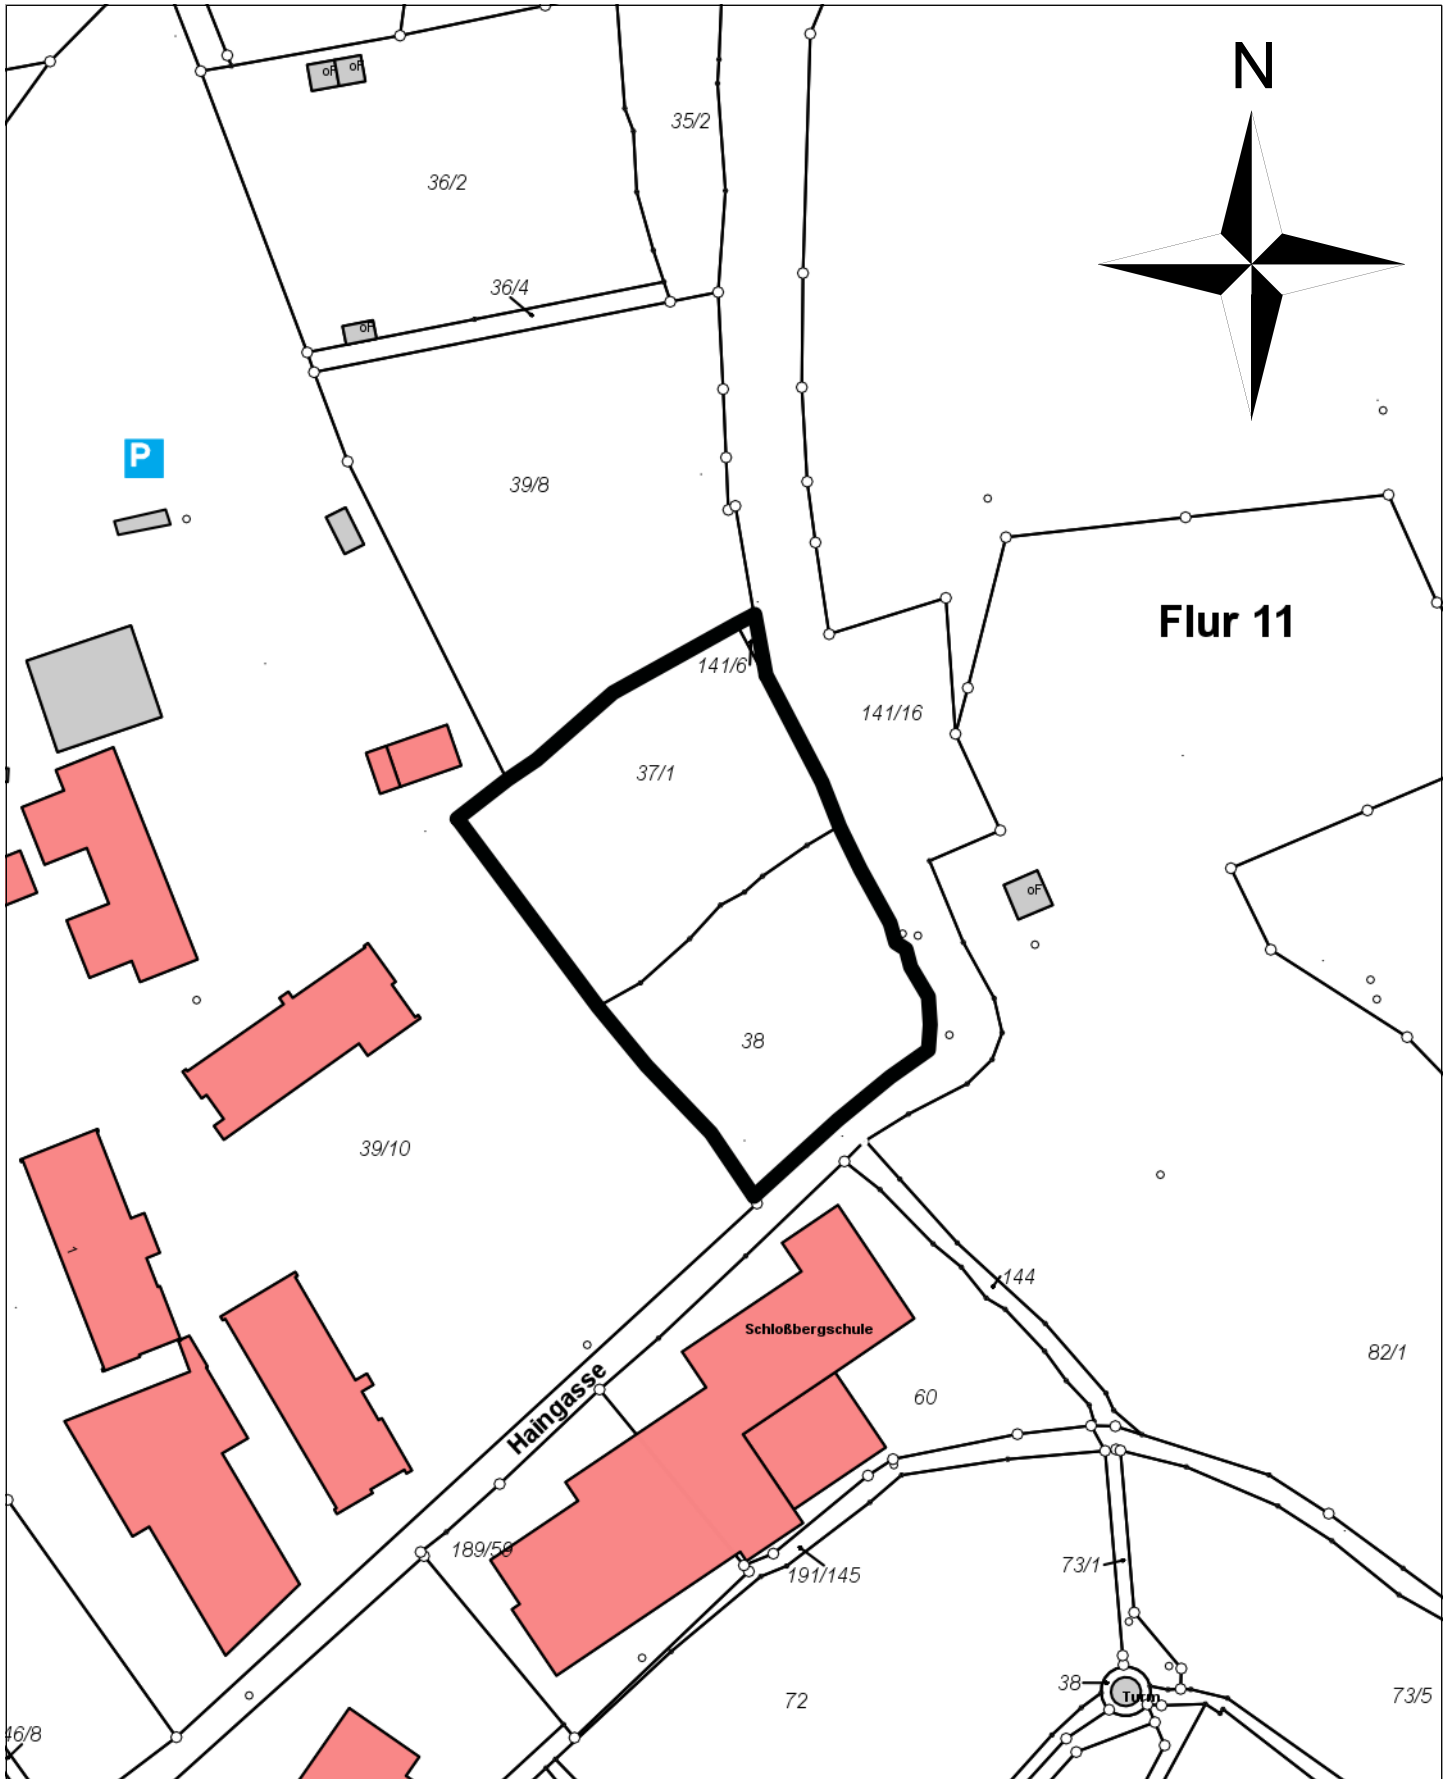 N
oF
oF
35/2
36/2
36/4
oF
P
39/8
Flur 11
141/6
141/16
37/1
oF
38
39/10
1
144
Schloßbergschule
82/1
Haingasse
60
189/59
191/145
73/1
38
Turm
72
73/5
46/8